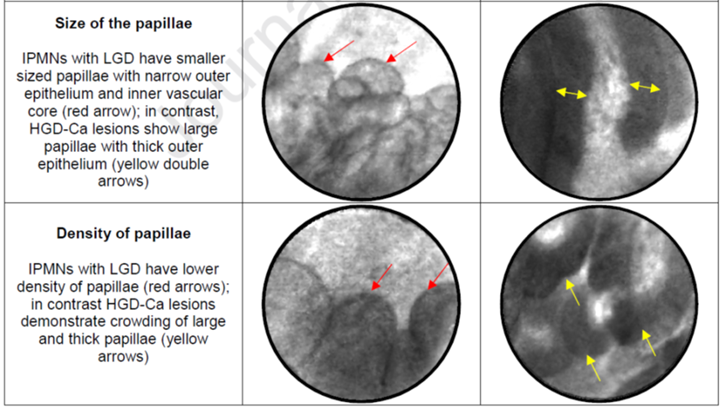 Size of the papillae
IPMNs with LGD have smaller
sized papillae with narrow outer
epithelium and inner vascular
core (red arrow); in contrast,
HGD-Ca lesions show large
papillae with thick outer
epithelium (yellow double
arrows)
Density of papillae
IPMNs with LGD have lower
density of papillae (red arrows);
in contrast HGD-Ca lesions
demonstrate crowding of large
and thick papillae (yellow
arrows)